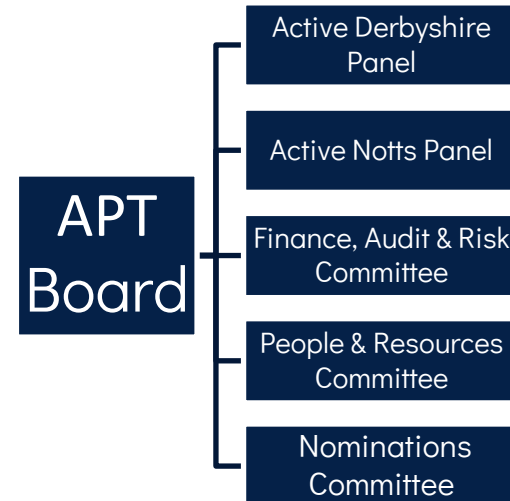 APT
Board
Active Derbyshire
Panel
Active Notts Panel
Finance, Audit & Risk
Committee
People & Resources
Committee
Nominations
Committee